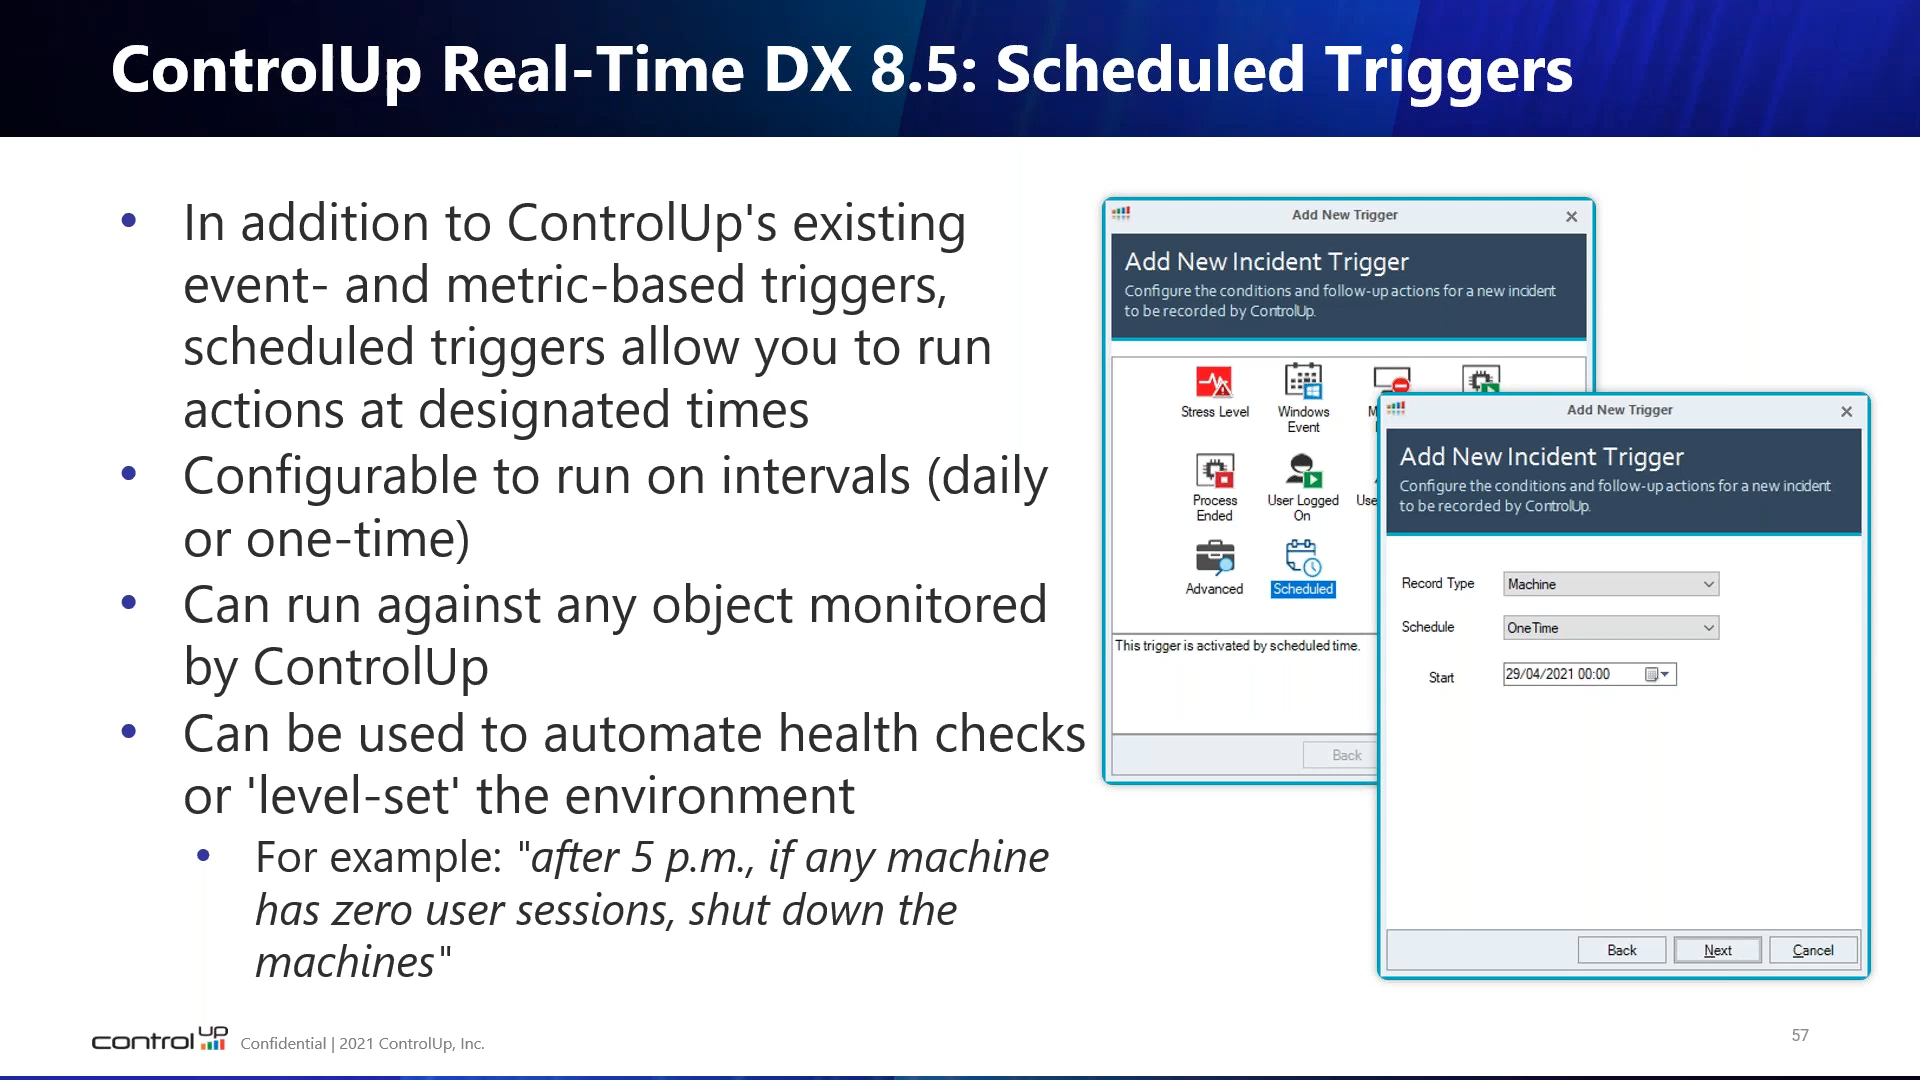 ControlUp Real-Time DX 8.5: Scheduled Triggers
• In addition to ControlUp's existing
event- and metric-based triggers,
scheduled triggers allow you to run
actions at designated times
• Configurable to run on intervals (daily
or one-time)
• Can run against any object monitored
by ControlUp
• Can be used to automate health checks
or 'level-set' the environment
• For example: "after 5 p.m., if any machine
has zero user sessions, shut down the
machines"
Add New Trigger
Add New Incident Trigger
Configure the conditions and follow-up actions for a new incident
to be recorded by ControlUp.
Stress Level
Windows
Event
Process
Ended
User Logged
On
Advanced
Scheduled
This trigger is activated by scheduled time.
Back
Add New Trigger
Add New Incident Trigger
Configure the conditions and follow-up actions for a new incident
to be recorded by ControlUp.
Record Type Machine
Schedule OneTime
Start 29/04/2021 00:00
Back Next Cancel
control up Confidential | 2021 ControlUp, Inc.
57